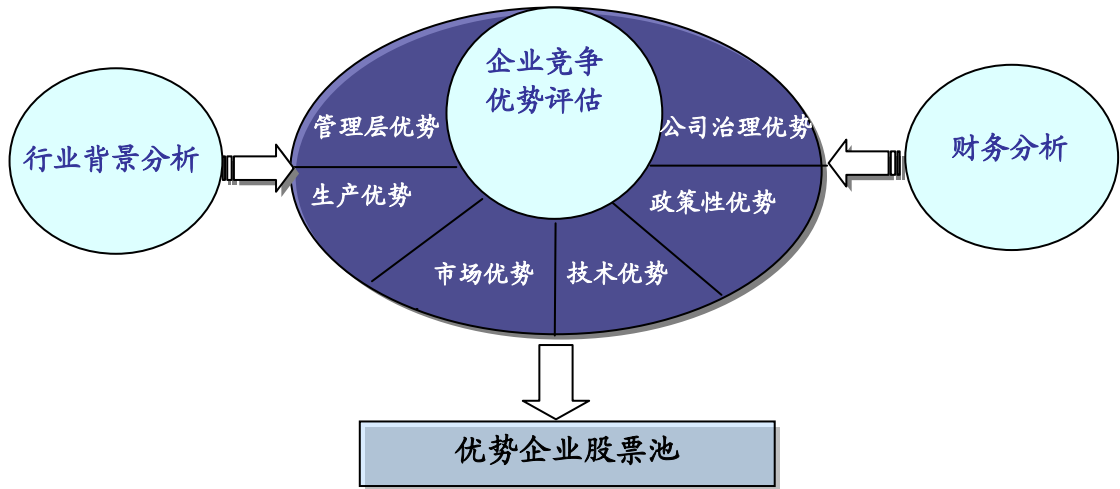 企业竞争
优势评估
管理层优势
公司治理优势
行业背景分析
财务分析
生产优势
政策性优势
市场优势
技术优势
优势企业股票池